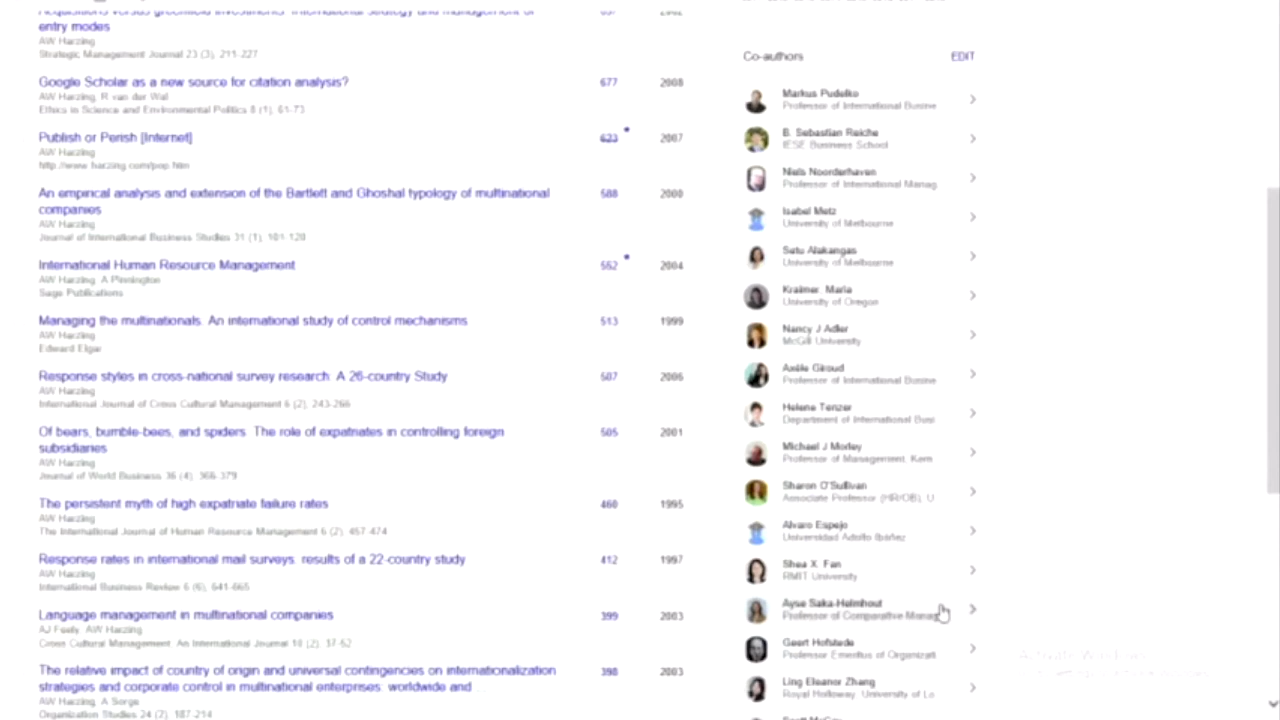 Acquisitions versus greenfield investments: International strategy and management of
entry modes
AW Harzing
Strategic Management Journal 23 (3), 211-227
Google Scholar as a new source for citation analysis?
677
2008
AW Harzing, R van der Wal
Ethics in Science and Environmental Politics 8 (1), 61-73
Publish or Perish [Internet]
623
2007
AW Harzing
http://www.harzing.com/pop.htm
An empirical analysis and extension of the Bartlett and Ghoshal typology of multinational
companies
588
2000
AW Harzing
Journal of International Business Studies 31 (1), 101-120
International Human Resource Management
552
2004
AW Harzing, A Pinnington
Sage Publications
Managing the multinationals: An international study of control mechanisms
513
1999
AW Harzing
Edward Elgar
Response styles in cross-national survey research: A 26-country Study
507
2006
AW Harzing
International Journal of Cross Cultural Management 6 (2), 243-266
Of bears, bumble-bees, and spiders: The role of expatriates in controlling foreign
subsidiaries
505
2001
AW Harzing
Journal of World Business 36 (4), 366-379
The persistent myth of high expatriate failure rates
460
1995
AW Harzing
The International Journal of Human Resource Management 6 (2), 457-474
Response rates in international mail surveys: results of a 22-country study
412
1997
AW Harzing
International Business Review 6 (6), 641-665
Language management in multinational companies
399
2003
AJ Feely, AW Harzing
Cross Cultural Management: An International Journal 10 (2), 37-52
The relative impact of country of origin and universal contingencies on internationalization
strategies and corporate control in multinational enterprises: worldwide and
398
2003
AW Harzing, A Sorge
Organization Studies 24 (2), 187-214
Co-authors
EDIT
Markus Pudelko
Professor of International Busine
B. Sebastian Reiche
IESE Business School
Niels Noorderhaven
Professor of International Manag
Isabel Metz
University of Melbourne
Satu Alakangas
University of Melbourne
Kraimer, Maria
University of Oregon
Nancy J Adler
McGill University
Axèle Giroud
Professor of International Busine
Helene Tenzer
Department of International Busi
Michael J Morley
Professor of Management, Kem
Sharon O'Sullivan
Associate Professor (HR/OB), U
Alvaro Espejo
Universidad Adolfo Ibáñez
Shea X. Fan
RMIT University
Ayse Saka-Helmhout
Professor of Comparative Manag
Geert Hofstede
Professor Emeritus of Organizati
Ling Eleanor Zhang
Royal Holloway, University of Lo